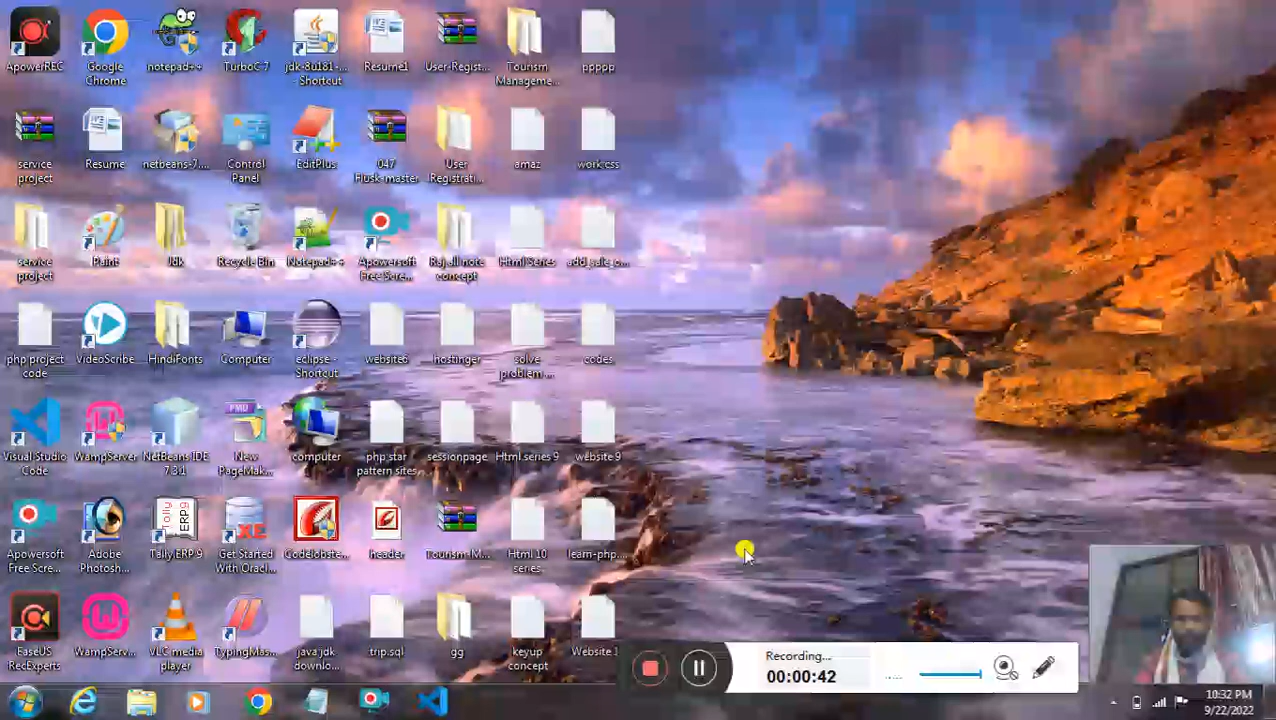 ApowerREC
Google
Chrome
notepad++
TurboC 7
jdk-8u181-...
- Shortcut
Resume1
User-Regist...
Tourism
Manageme...
ppppp
service
project
Resume
netbeans-7....
Control
Panel
EditPlus
047
Flusk-master
User
Registrati...
amaz
work.css
service
project
Paint
Recycle Bin
Notepad++
Apowersoft
Free Scre...
Raj all note
concept
Html Series
add_sale_o...
php project
code
VideoScribe
HindiFonts
Computer
eclipse -
Shortcut
website6
hostinger
solve
problem...
codes
Visual Studio
Code
WampServer
NetBeans IDE
7.3.1
New
PageMak...
computer
php star
pattern sites
sessionpage
Html.series 9
website 9
Apowersoft
Free Scre...
Adobe
Photosh...
Tally.ERP 9
Get Started
With Oracl...
Codelobste...
header
Tourism-M...
Html 10
series
learn-php...
EaseUS
RecExperts
WampServ...
VLC media
player
TypingMas...
java jdk
downlo...
trip.sql
gg
keyup
concept
Website 1
Recording...
00:00:42
10:32 PM
9/22/2022